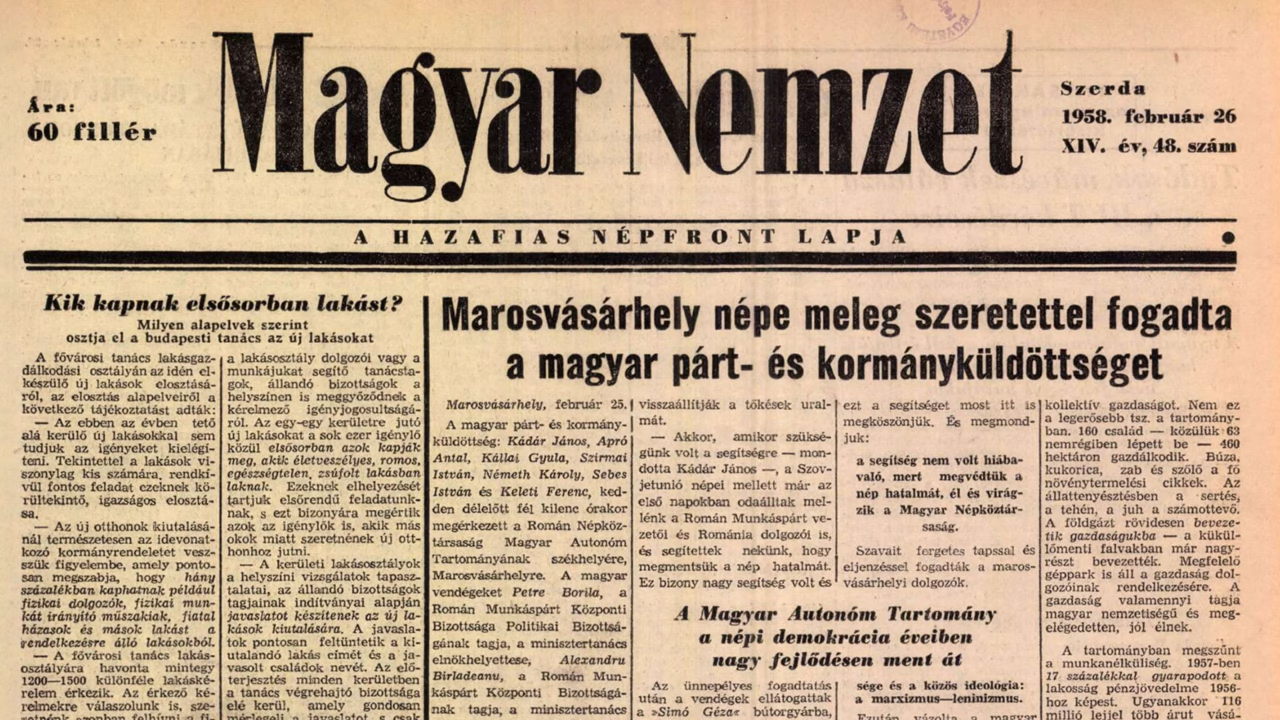 Ára:
60 fillér
Magyar Nemzet
Szerda
1958. február 26
XIV. év, 48. szám
A HAZAFIAS NÉPFRONT LAPJA
Kik kapnak elsősorban lakást?
Milyen alapelvek szerint
osztja el a budapesti tanács az új lakásokat
A fővárosi tanács lakásgaz-
dálkodási osztályán az idén el-
készülő új lakások elosztásá-
ról, az elosztás alapelveiről a
következő tájékoztatást adták:
— Az ebben az évben tető
alá kerülő új lakásokkal sem
tudjuk az igényeket kielégí-
teni. Tekintettel a lakások vi-
szonylag kis számára, rendkí-
vül fontos feladat ezeknek kö-
rültekintő, igazságos elosztá-
sa.
— Az új otthonok kiutalásá-
nál természetesen az idevonat-
kozó kormányrendeletet vesz-
szük figyelembe, amely ponto-
san megszabja, hogy hány
százalékban kaphatnak például
fizikai dolgozók, fizikai mun-
kát irányító műszakiak, fiatal
házasok és mások lakást a
rendelkezésre álló lakásokból.
— A fővárosi tanács lakás-
osztályára havonta mintegy
1200—1500 különféle lakáské-
relem érkezik. Az érkező ké-
relmekre válaszolunk is, sze-
a lakásosztály dolgozói vagy a
munkájukat segítő tanácsta-
gok, állandó bizottságok a
helyszínen is meggyőződnek a
kérelmező igényjogosultságá-
ról. Az egy-egy kerületre jutó
új lakásokat a sok ezer igénylő
közül elsősorban azok kapják
meg, akik életveszélyes, romos,
egészségtelen, zsúfolt lakásban
laknak. Ezeknek elhelyezését
tartjuk elsőrendű feladatunk-
nak, s ezt bizonyára megértik
azok az igénylők is, akik más
okok miatt szeretnének új ott-
honhoz jutni.
— A kerületi lakásosztályok
a helyszíni vizsgálatok tapasz-
talatai, az állandó bizottságok
tagjainak indítványai alapján
javaslatot készítenek az új la-
kások kiutalására. A javasla-
tok pontosan feltüntetik a ki-
utalandó lakás címét és a ja-
vasolt családok nevét. Az elő-
terjesztés minden kerületben
a tanács végrehajtó bizottsága
elé kerül, amely gondosan
mérlegeli a javaslatot, s csak
Marosvásárhely népe meleg szeretettel fogadta
a magyar párt- és kormányküldöttséget
Marosvásárhely, február 25.
A magyar párt- és kormány-
küldöttség: Kádár János, Apró
Antal, Kállai Gyula, Szirmai
István, Németh Károly, Sebes
István és Keleti Ferenc, ked-
den délelőtt fél kilenc órakor
megérkezett a Román Népköz-
társaság Magyar Autonóm
Tartományának székhelyére,
Marosvásárhelyre. A magyar
vendégeket Petre Borila, a
Román Munkáspárt Központi
Bizottsága Politikai Bizottsá-
gának tagja, a minisztertanács
elnökhelyettese, Alexandru
Birladeanu, a Román Mun-
káspárt Központi Bizottságá-
nak tagja, a minisztertanács
visszaállítják a tőkések ural-
mát.
— Akkor, amikor szüksé-
günk volt a segítségre — mon-
dotta Kádár János —, a Szov-
jetunió népei mellett már az
első napokban odaálltak mel-
lénk a Román Munkáspárt ve-
zetői és Románia dolgozói is,
és segítettek nekünk, hogy
megmentsük a nép hatalmát.
Ez bizony nagy segítség volt és
ezt a segítséget most itt is
megköszönjük. És megmond-
juk:
a segítség nem volt hiába-
való, mert megvédtük a
nép hatalmát, él és virág-
zik a Magyar Népköztár-
saság.
Szavait fergetes tapssal és
éljenzéssel fogadták a maros-
vásárhelyi dolgozók.
A Magyar Autonóm Tartomány
a népi demokrácia éveiben
nagy fejlődésen ment át
Az ünnepélyes fogadtatás
után a vendégek ellátogattak
a »Simó Géza« bútorgyárba,
sége és a közös ideológia:
a marxizmus—leninizmus.
Ezután vázolta a magyar
kollektív gazdaságot. Nem ez
a legerősebb tsz. a tartomány-
ban. 160 család — közülük 63
nemrégiben lépett be — 460
hektáron gazdálkodik. Búza,
kukorica, zab és szőlő a fő
növénytermelési cikkek. Az
állattenyésztésben a sertés,
a tehén, a juh a számottevő.
A földgázt rövidesen beveze-
tik gazdaságukba — a kükül-
lőmenti falvakban már nagy-
részt bevezették. Megfelelő
géppark is áll a gazdaság dol-
gozóinak rendelkezésére. A
gazdaság valamennyi tagja
magyar nemzetiségű és meg-
elégedetten, jól élnek.
A tartományban megszűnt
a munkanélküliség. 1957-ben
17 százalékkal gyarapodott a
lakosság pénzjövedelme 1956-
hoz képest. Ugyanakkor 116
millió lejjel több árut vásá-